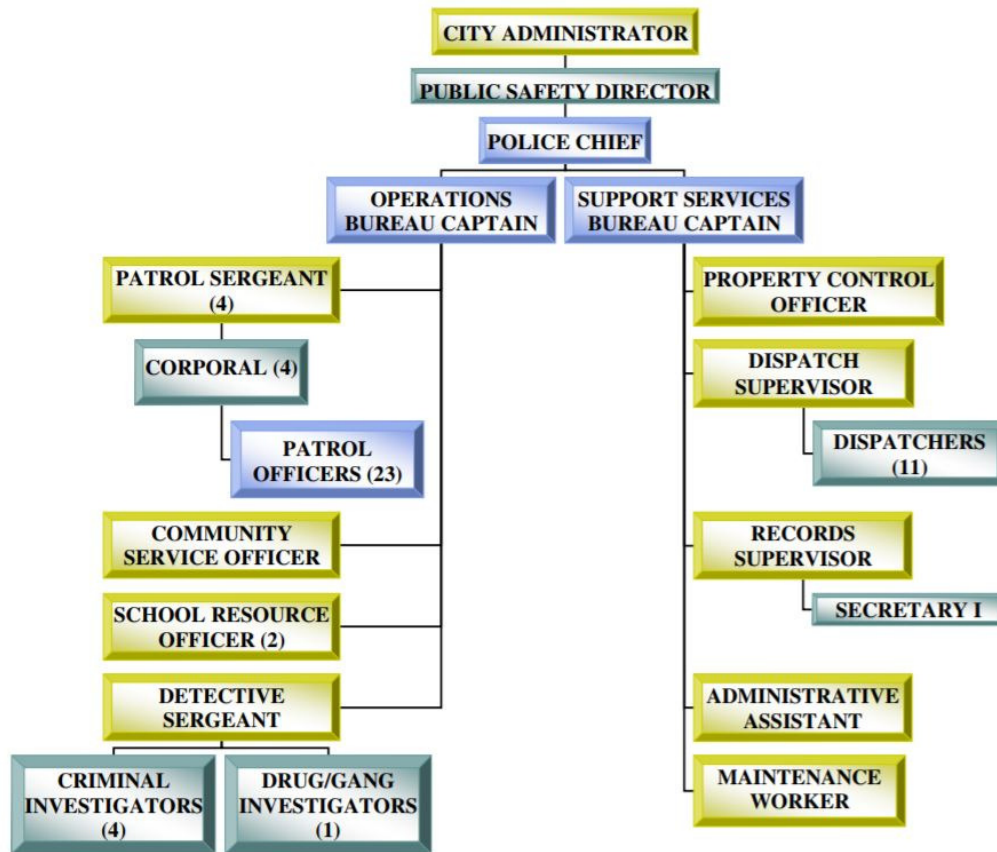 CITY ADMINISTRATOR
PUBLIC SAFETY DIRECTOR
POLICE CHIEF
OPERATIONS
BUREAU CAPTAIN
SUPPORT SERVICES
BUREAU CAPTAIN
PATROL SERGEANT
(4)
CORPORAL (4)
PATROL
OFFICERS (23)
COMMUNITY
SERVICE OFFICER
SCHOOL RESOURCE
OFFICER (2)
DETECTIVE
SERGEANT
CRIMINAL
INVESTIGATORS
(4)
DRUG/GANG
INVESTIGATORS
(1)
PROPERTY CONTROL
OFFICER
DISPATCH
SUPERVISOR
DISPATCHERS
(11)
RECORDS
SUPERVISOR
SECRETARY I
ADMINISTRATIVE
ASSISTANT
MAINTENANCE
WORKER